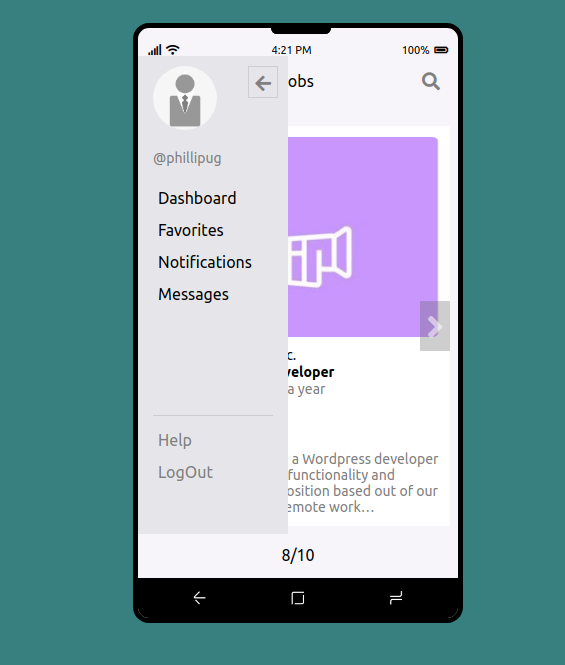 4:21 PM
100%
obs
@phillipug
Dashboard
Favorites
Notifications
Messages
Help
LogOut
c.
veloper
a year
a Wordpress developer
functionality and
osition based out of our
emote work…
8/10